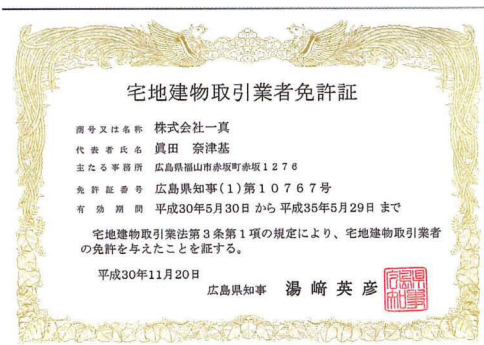 宅地建物取引業者免許証
商号又は名称 株式会社一真
代表者氏名 眞田 奈津基
主たる事務所 広島県福山市赤坂町赤坂1276
免許証番号 広島県知事(1)第10767号
有効期間 平成30年5月30日 から 平成35年5月29日 まで
宅地建物取引業法第3条第1項の規定により、宅地建物取引業者
の免許を与えたことを証する。
平成30年11月20日
広島県知事 湯﨑英彦